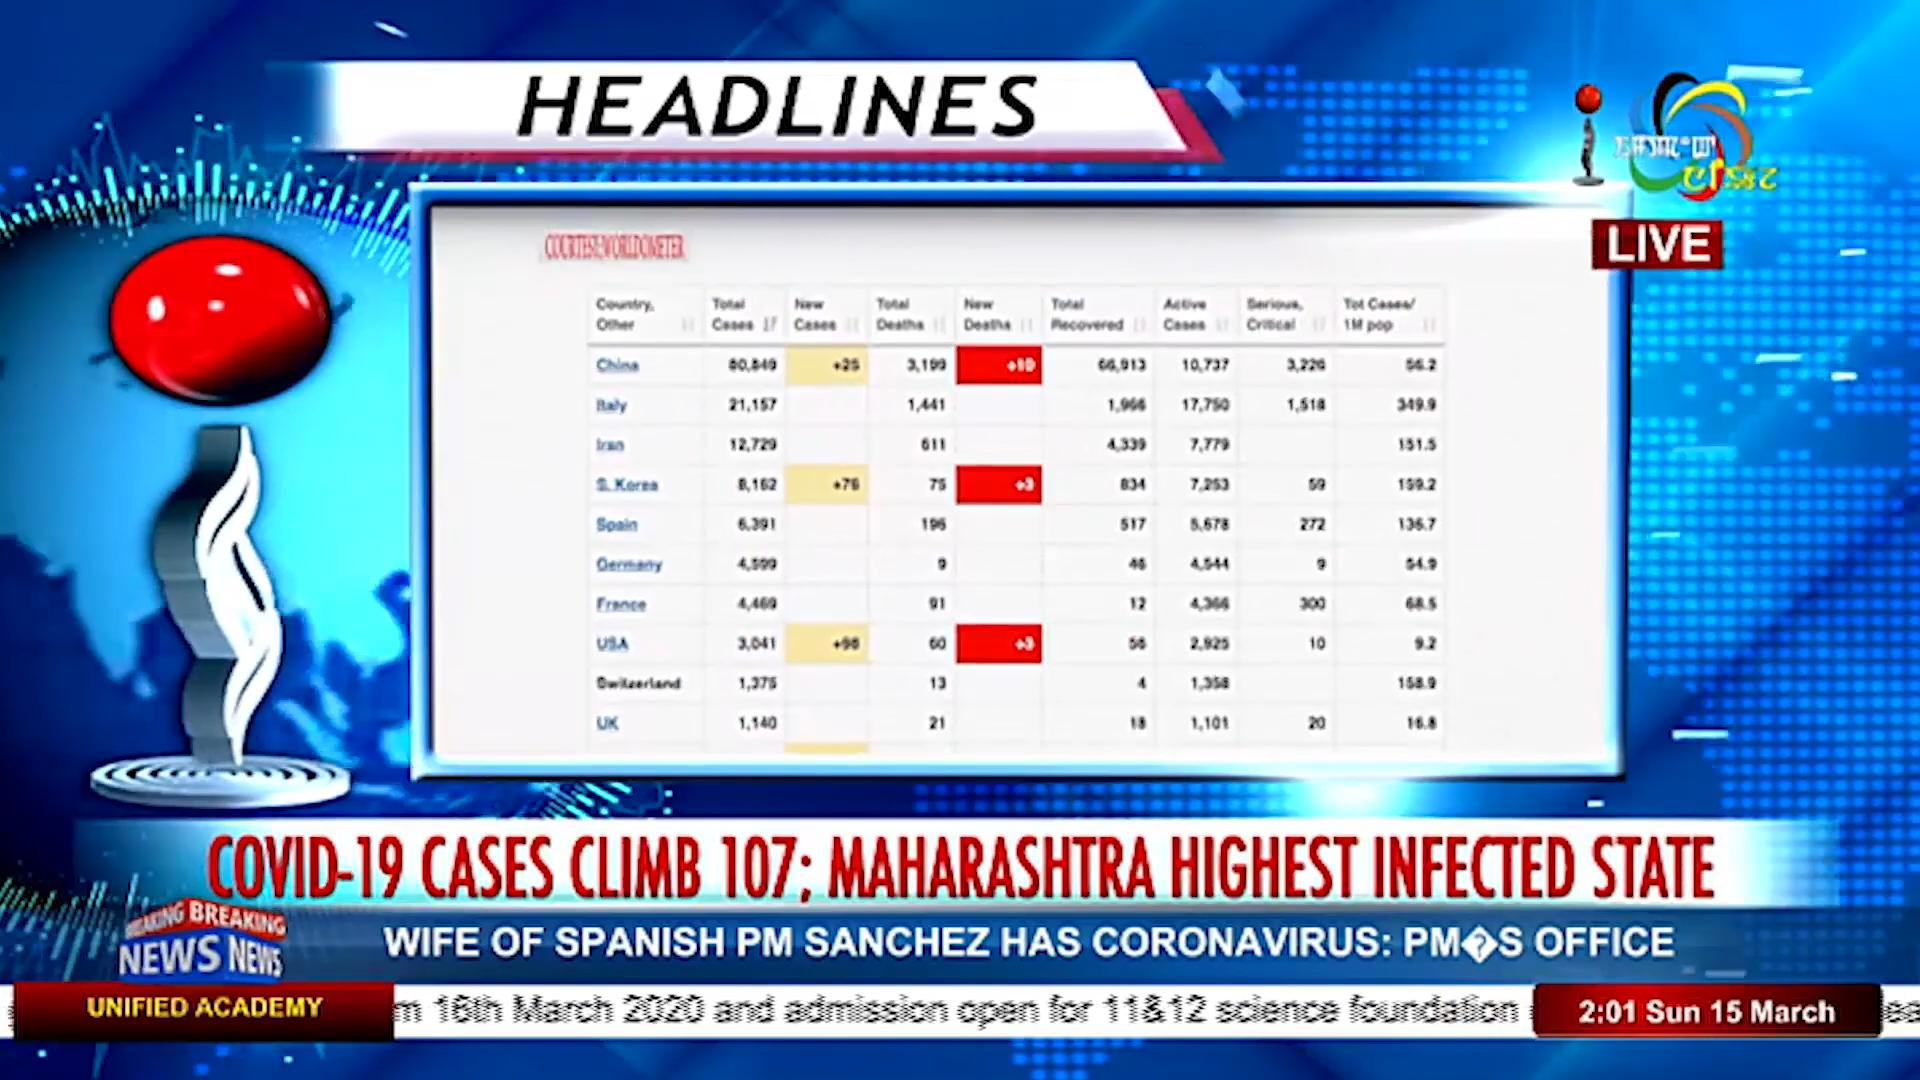 HEADLINES
LIVE
COURTESY:WORLDOMETER
Country, Other Total Cases New Cases Total Deaths New Deaths Total Recovered Active Cases Serious, Critical Tot Cases/ 1M pop
China 80,849 +25 3,199 +10 66,913 10,737 3,226 56.2
Italy 21,157 1,441 1,966 17,750 1,518 349.9
Iran 12,729 611 4,339 7,779 151.5
S. Korea 8,162 +76 75 +3 834 7,253 59 159.2
Spain 6,391 196 517 5,678 272 136.7
Germany 4,599 9 46 4,544 9 54.9
France 4,469 91 12 4,366 300 68.5
USA 3,041 +98 60 +3 56 2,925 10 9.2
Switzerland 1,375 13 4 1,358 158.9
UK 1,140 21 18 1,101 20 16.8
COVID-19 CASES CLIMB 107; MAHARASHTRA HIGHEST INFECTED STATE
BREAKING BREAKING
NEWS NEWS
WIFE OF SPANISH PM SANCHEZ HAS CORONAVIRUS: PM�S OFFICE
UNIFIED ACADEMY
m 16th March 2020 and admission open for 11&12 science foundation
2:01 Sun 15 March